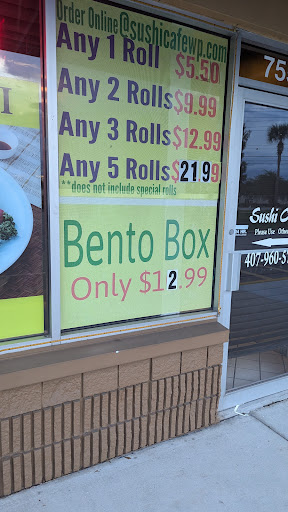 Order Online@sushicafewp.com
Any 1 Roll $5.50
Any 2 Rolls $9.99
Any 3 Rolls $12.99
Any 5 Rolls $21.99
**does not include special rolls
Bento Box
Only $12.99
Sushi
Please Use
407-960-5